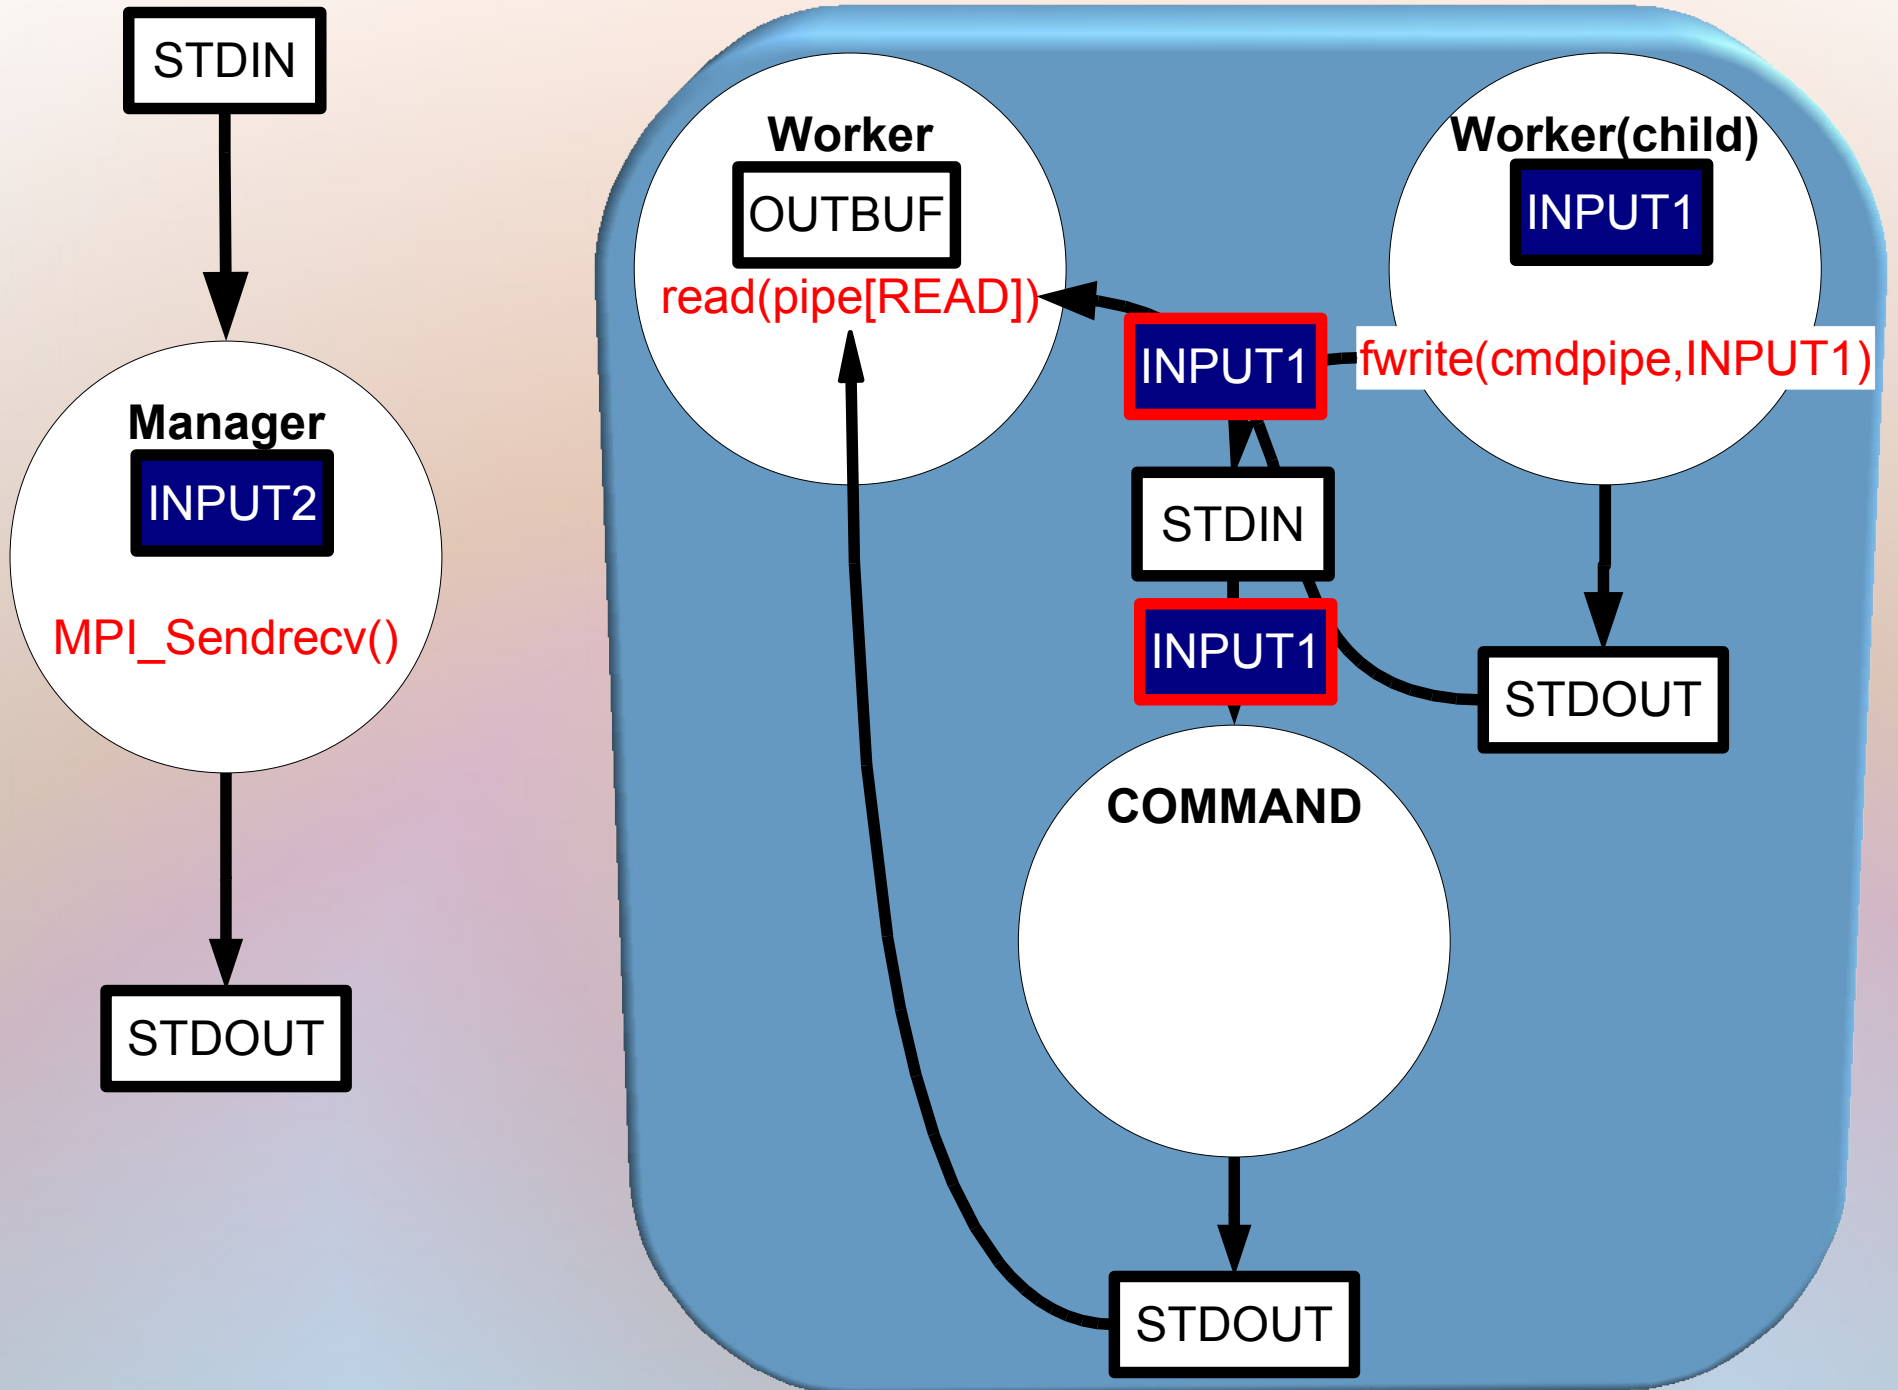 STDIN
Manager
INPUT2
MPI_Sendrecv()
STDOUT
Worker
OUTBUF
read(pipe[READ])
Worker(child)
INPUT1
fwrite(cmdpipe,INPUT1)
INPUT1
STDIN
INPUT1
STDOUT
COMMAND
STDOUT